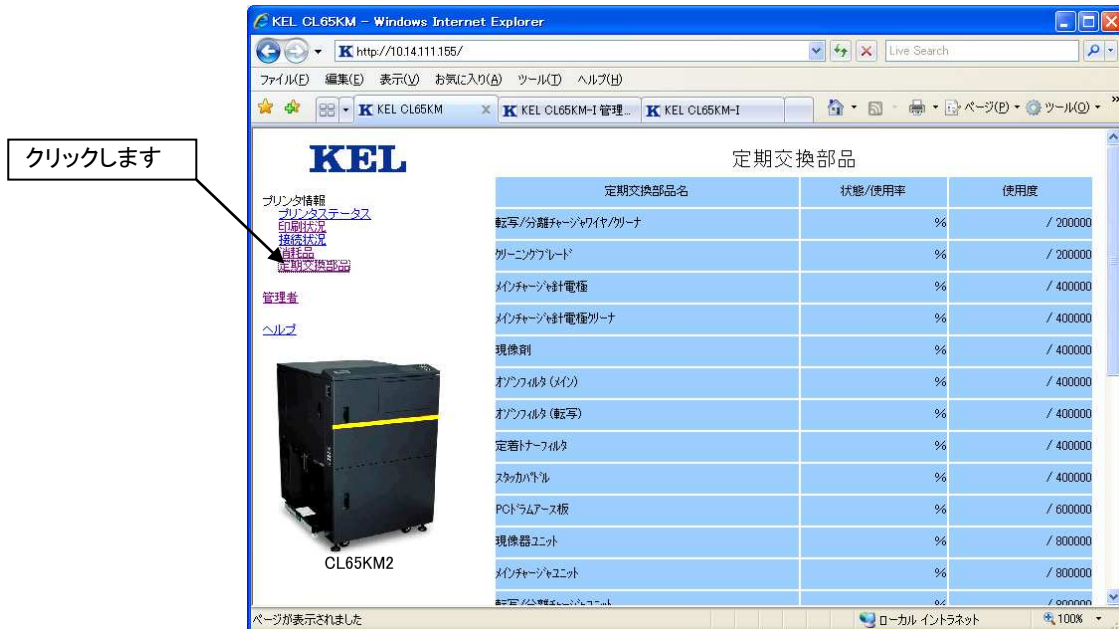 クリックします
KEL CL65KM - Windows Internet Explorer
K http://10.14.111.155/
Live Search
ファイル(F) 編集(E) 表示(V) お気に入り(A) ツール(T) ヘルプ(H)
K KEL CL65KM
K KEL CL65KM-I 管理...
K KEL CL65KM-I
ページ(P)
ツール(O)
KEL
プリンタ情報
プリンタステータス
印刷状況
接続状況
消耗品
定期交換部品
管理者
ヘルプ
CL65KM2
定期交換部品
定期交換部品名 状態/使用率 使用度
転写/分離ﾁｬｰｼﾞｬﾜｲﾔ/ｸﾘｰﾅ % / 200000
ｸﾘｰﾆﾝｸﾞﾌﾞﾚｰﾄﾞ % / 200000
ﾒｲﾝﾁｬｰｼﾞｬ針電極 % / 400000
ﾒｲﾝﾁｬｰｼﾞｬ針電極ｸﾘｰﾅ % / 400000
現像剤 % / 400000
ｵｿﾞﾝﾌｨﾙﾀ (ﾒｲﾝ) % / 400000
ｵｿﾞﾝﾌｨﾙﾀ (転写) % / 400000
定着ﾄﾅｰﾌｨﾙﾀ % / 400000
ｽﾀｯｶﾊﾟﾄﾞﾙ % / 400000
PCﾄﾞﾗﾑｱｰｽ板 % / 600000
現像器ﾕﾆｯﾄ % / 800000
ﾒｲﾝﾁｬｰｼﾞｬﾕﾆｯﾄ % / 800000
転写/分離ﾁｬｰｼﾞｬﾕﾆｯﾄ % / 800000
ページが表示されました
ローカル イントラネット
100%